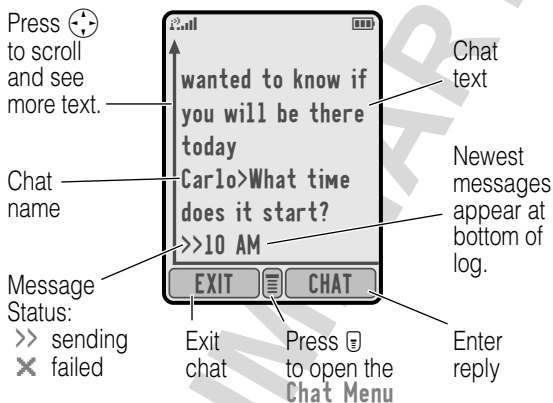 Press
to scroll
and see
more text.
wanted to know if
you will be there
today
Carlo>What time
does it start?
>>10 AM
EXIT
CHAT
Chat
text
Chat
name
Newest
messages
appear at
bottom of
log.
Message
Status:
>> sending
✕ failed
Exit
chat
Press
to open the
Chat Menu
Enter
reply